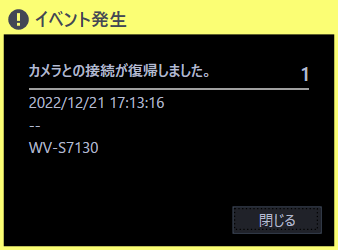 イベント発生
カメラとの接続が復帰しました。 1
2022/12/21 17:13:16
--
WV-S7130
閉じる